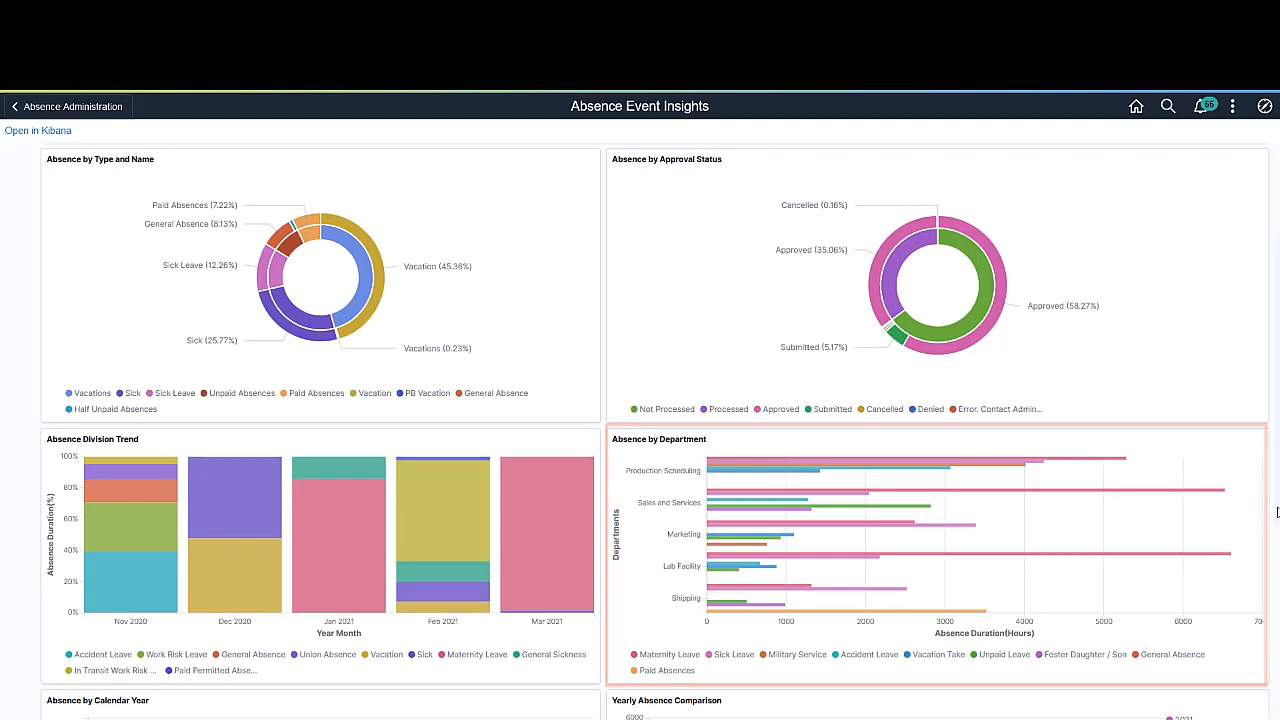 Absence Administration
Absence Event Insights
66
Open in Kibana
Absence by Type and Name
Paid Absences (7.22%)
General Absence (8.13%)
Sick Leave (12.26%)
Vacation (45.36%)
Sick (25.77%)
Vacations (0.23%)
Vacations Sick Sick Leave Unpaid Absences Paid Absences Vacation PB Vacation General Absence
Half Unpaid Absences
Absence by Approval Status
Cancelled (0.16%)
Approved (35.06%)
Approved (58.27%)
Submitted (5.17%)
Not Processed Processed Approved Submitted Cancelled Denied Error. Contact Admin...
Absence Division Trend
Absence Duration(%)
100%
80%
60%
40%
20%
0%
Nov 2020 Dec 2020 Jan 2021 Feb 2021 Mar 2021
Year Month
Accident Leave Work Risk Leave General Absence Union Absence Vacation Sick Maternity Leave General Sickness
In Transit Work Risk ... Paid Permitted Abse...
Absence by Department
Departments
Production Scheduling
Sales and Services
Marketing
Lab Facility
Shipping
0 1000 2000 3000 4000 5000 6000
Absence Duration(Hours)
Maternity Leave Sick Leave Military Service Accident Leave Vacation Take Unpaid Leave Foster Daughter / Son General Absence
Paid Absences
Absence by Calendar Year
Yearly Absence Comparison
6000
2021